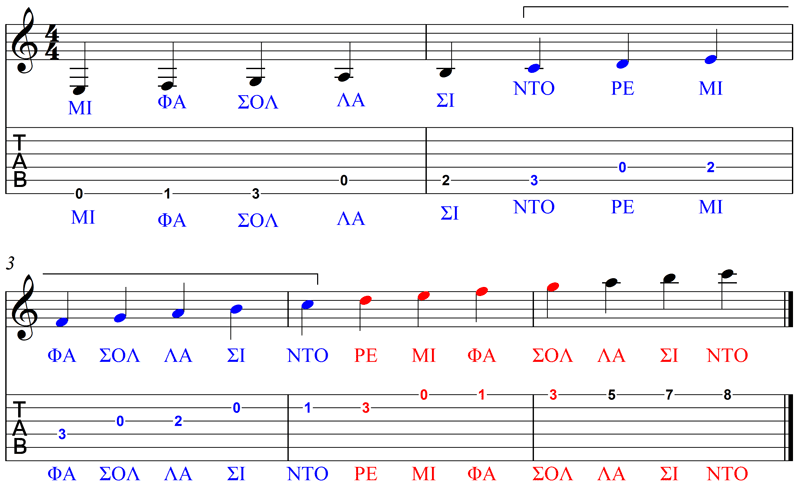 4
4
ΜΙ ΦΑ ΣΟΛ ΛΑ ΣΙ ΝΤΟ ΡΕ ΜΙ
T
A
B
0 1 3 0 2 3 0 2
ΜΙ ΦΑ ΣΟΛ ΛΑ ΣΙ ΝΤΟ ΡΕ ΜΙ
3
ΦΑ ΣΟΛ ΛΑ ΣΙ ΝΤΟ ΡΕ ΜΙ ΦΑ ΣΟΛ ΛΑ ΣΙ ΝΤΟ
T
A
B
3 0 2 0 1 3 0 1 3 5 7 8
ΦΑ ΣΟΛ ΛΑ ΣΙ ΝΤΟ ΡΕ ΜΙ ΦΑ ΣΟΛ ΛΑ ΣΙ ΝΤΟ